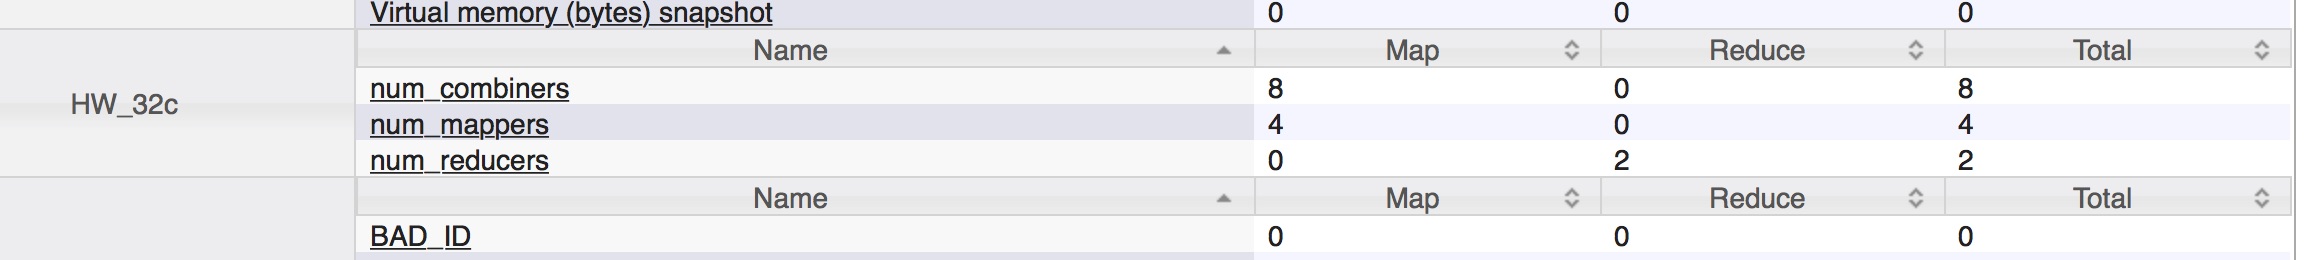 Virtual memory (bytes) snapshot 0 0 0
Name Map Reduce Total
num_combiners 8 0 8
HW_32c
num_mappers 4 0 4
num_reducers 0 2 2
Name Map Reduce Total
BAD_ID 0 0 0